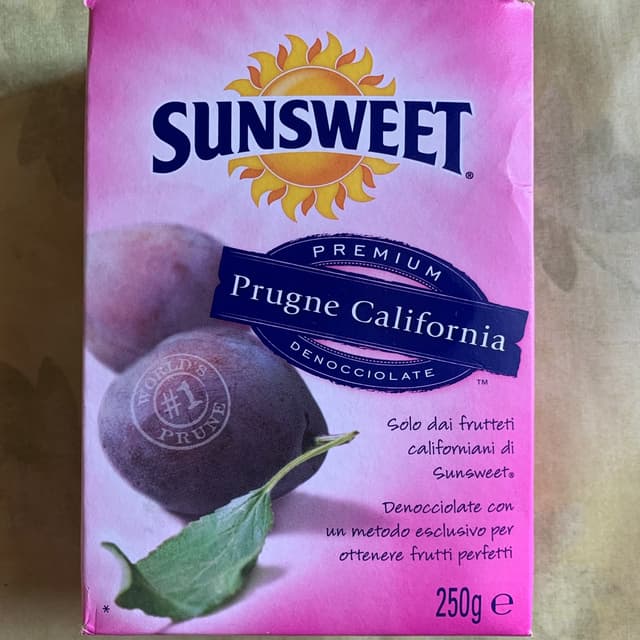 SUNSWEET®
PREMIUM
Prugne California
DENOCCIOLATE
™
WORLD'S
#1
PRUNE
Solo dai frutteti
californiani di
Sunsweet®
Denocciolate con
un metodo esclusivo per
ottenere frutti perfetti
*
250g e